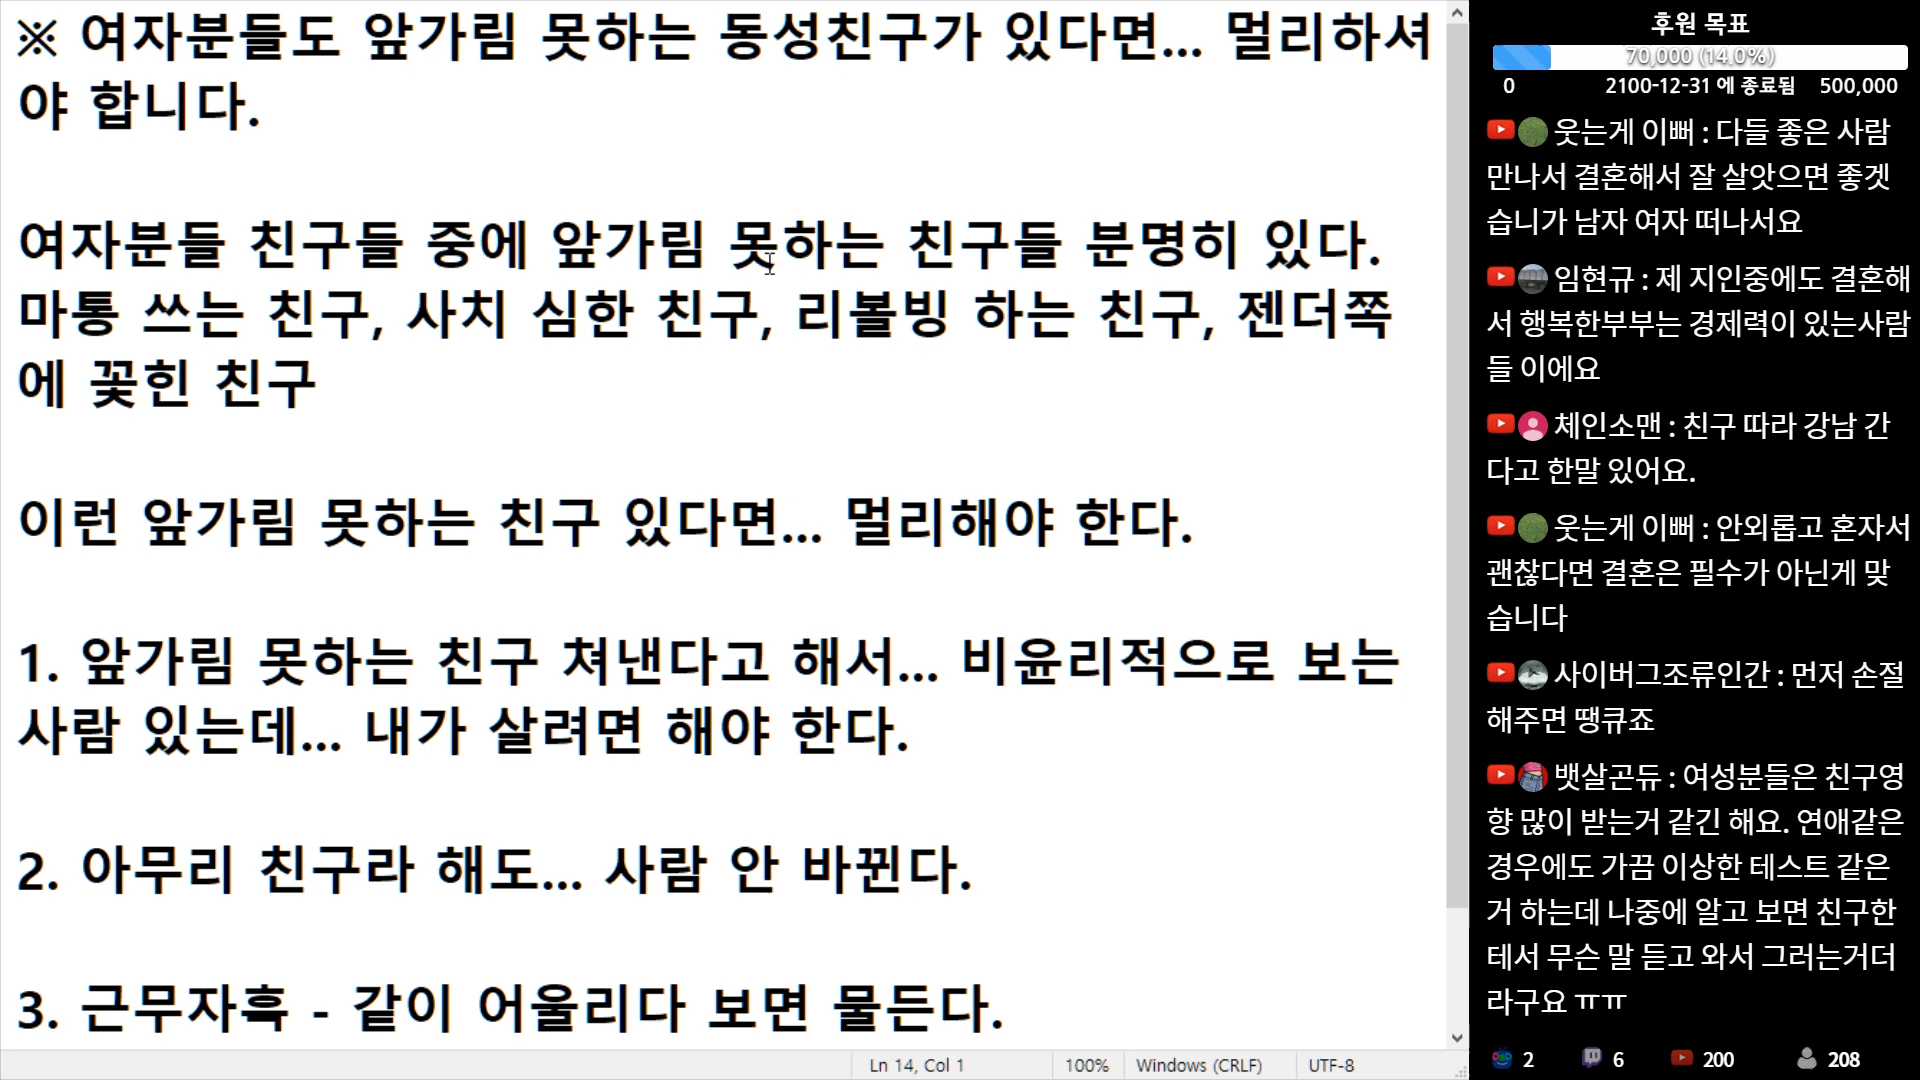 ※ 여자분들도 앞가림 못하는 동성친구가 있다면... 멀리하셔
야 합니다.
여자분들 친구들 중에 앞가림 못하는 친구들 분명히 있다.
마통 쓰는 친구, 사치 심한 친구, 리볼빙 하는 친구, 젠더쪽
에 꽂힌 친구
이런 앞가림 못하는 친구 있다면... 멀리해야 한다.
1. 앞가림 못하는 친구 쳐낸다고 해서... 비윤리적으로 보는
사람 있는데... 내가 살려면 해야 한다.
2. 아무리 친구라 해도... 사람 안 바뀐다.
3. 근무자흑 - 같이 어울리다 보면 물든다.
Ln 14, Col 1
100%
Windows (CRLF)
UTF-8
후원 목표
70,000 (14.0%)
0 2100-12-31 에 종료됨 500,000
웃는게 이뻐 : 다들 좋은 사람
만나서 결혼해서 잘 살앗으면 좋겟
습니가 남자 여자 떠나서요
임현규 : 제 지인중에도 결혼해
서 행복한부부는 경제력이 있는사람
들 이에요
체인소맨 : 친구 따라 강남 간
다고 한말 있어요.
웃는게 이뻐 : 안외롭고 혼자서
괜찮다면 결혼은 필수가 아닌게 맞
습니다
사이버그조류인간 : 먼저 손절
해주면 땡큐죠
뱃살곤듀 : 여성분들은 친구영
향 많이 받는거 같긴 해요. 연애같은
경우에도 가끔 이상한 테스트 같은
거 하는데 나중에 알고 보면 친구한
테서 무슨 말 듣고 와서 그러는거더
라구요 ㅠㅠ
2 6 200 208